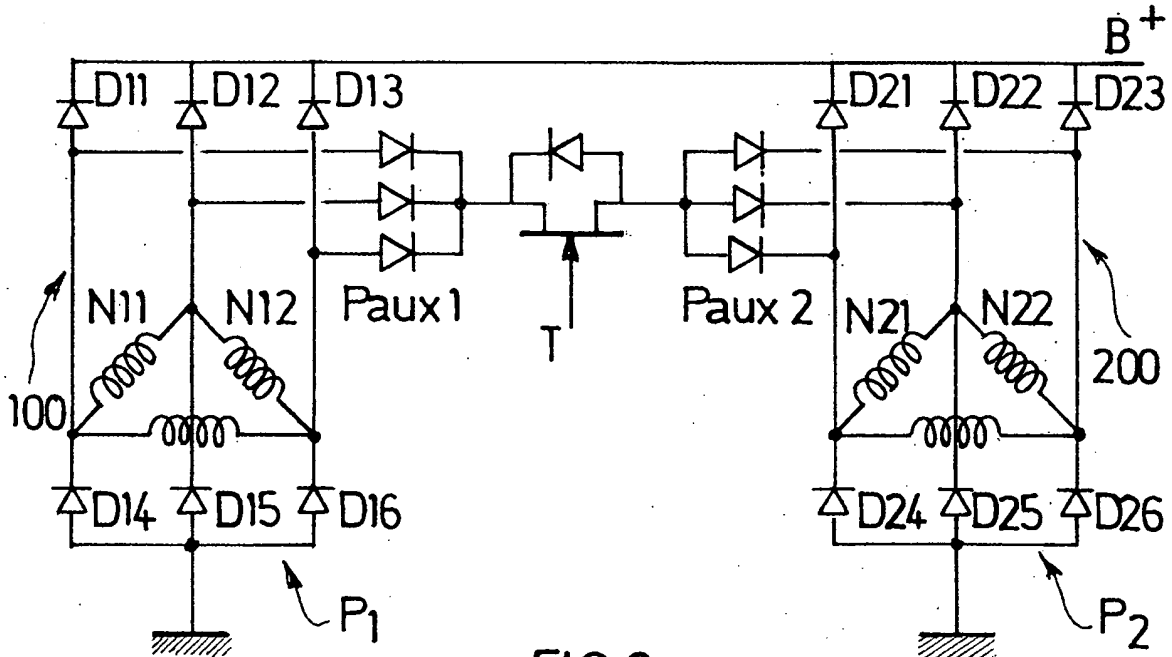 B+
D11 D12 D13 D21 D22 D23
Paux 1 Paux 2
N11 N12 N21 N22
T
100 200
D14 D15 D16 D24 D25 D26
P1 P2